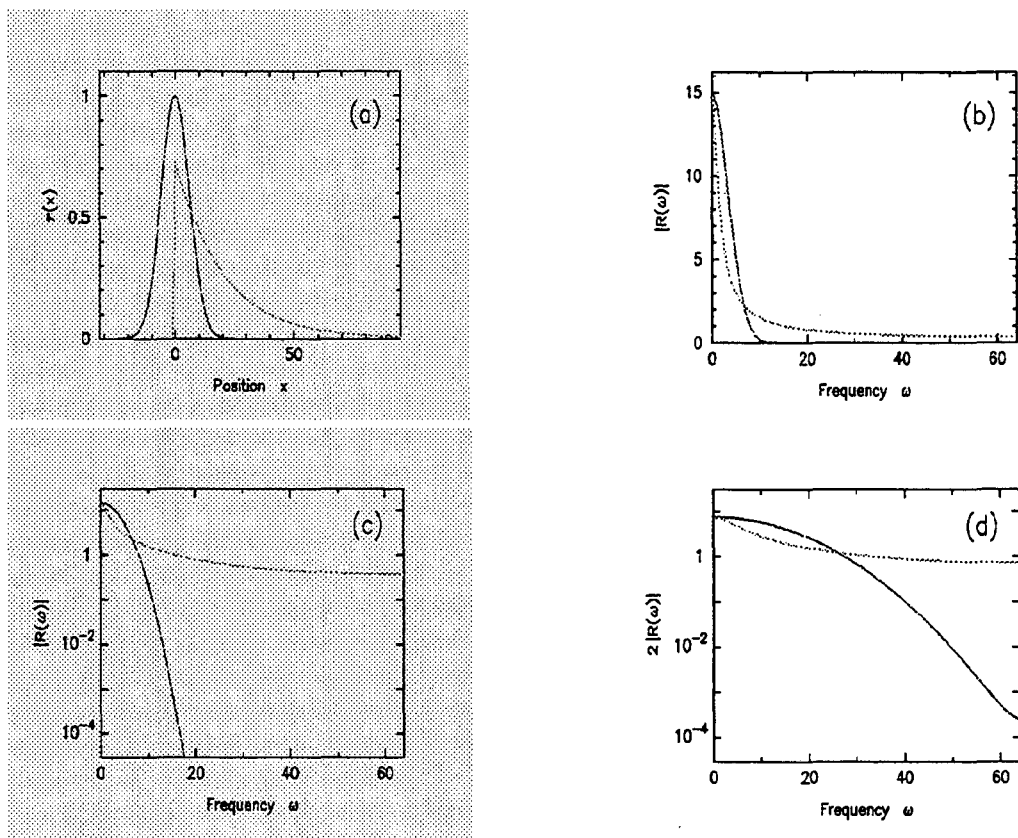 (a)
1
0.5
0
r(x)
0
50
Position x
(b)
15
10
5
0
|R(ω)|
0
20
40
60
Frequency ω
(c)
1
10⁻²
10⁻⁴
|R(ω)|
0
20
40
60
Frequency ω
(d)
1
10⁻²
10⁻⁴
2 |R(ω)|
0
20
40
60
Frequency ω